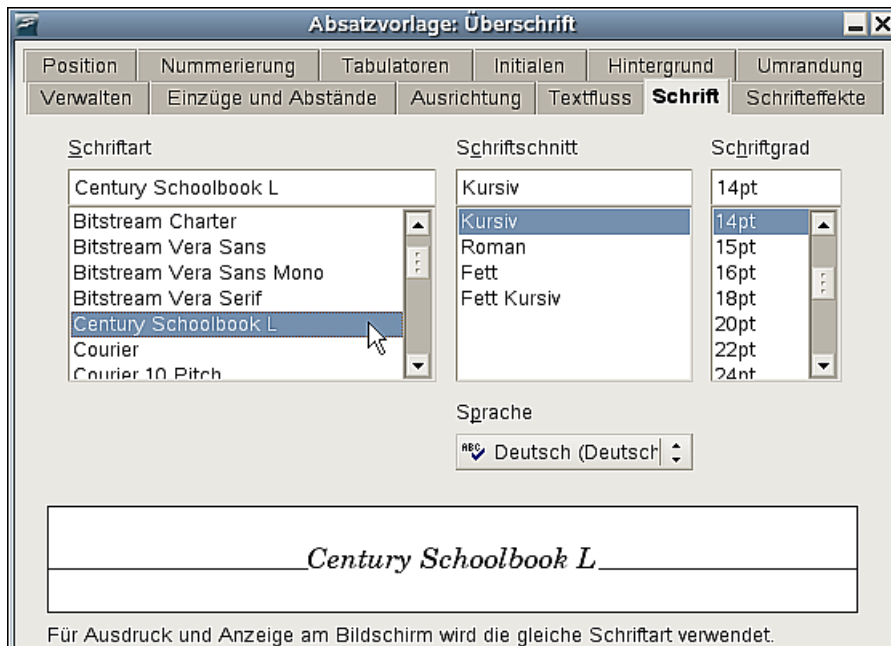 Absatzvorlage: Überschrift
Position Nummerierung Tabulatoren Initialen Hintergrund Umrandung
Verwalten Einzüge und Abstände Ausrichtung Textfluss Schrift Schrifteffekte
Schriftart Schriftschnitt Schriftgrad
Century Schoolbook L Kursiv 14pt
Bitstream Charter Kursiv 14pt
Bitstream Vera Sans Roman 15pt
Bitstream Vera Sans Mono Fett 16pt
Bitstream Vera Serif Fett Kursiv 18pt
Century Schoolbook L 20pt
Courier 22pt
Courier 10 Pitch 24pt
Sprache
ABC Deutsch (Deutsch
Century Schoolbook L
Für Ausdruck und Anzeige am Bildschirm wird die gleiche Schriftart verwendet.